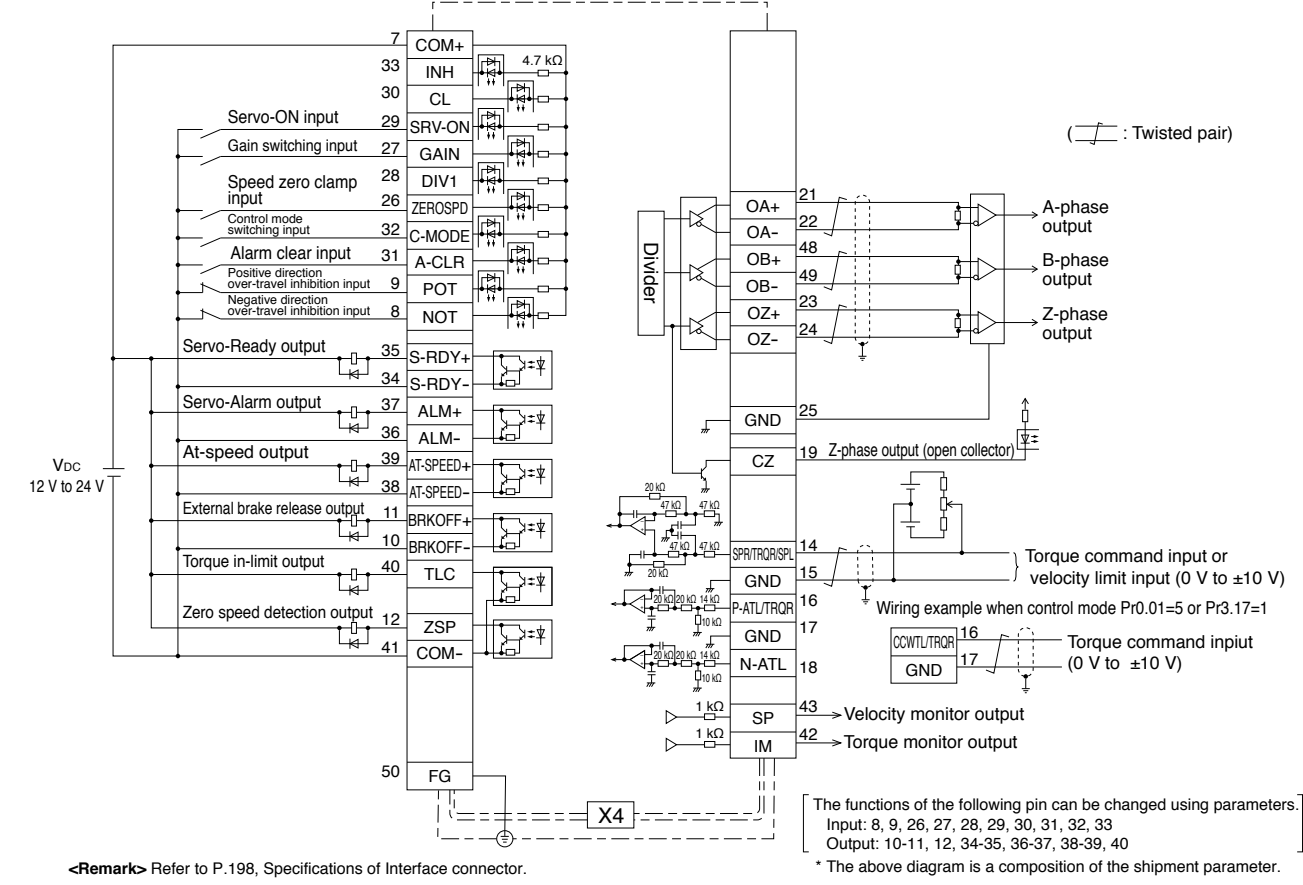 7 COM+
33 INH 4.7 kΩ
30 CL
Servo-ON input 29 SRV-ON
Gain switching input 27 GAIN
28 DIV1
Speed zero clamp
input 26 ZEROSPD
Control mode
switching input 32 C-MODE
Alarm clear input 31 A-CLR
Positive direction
over-travel inhibition input 9 POT
Negative direction
over-travel inhibition input 8 NOT
Servo-Ready output 35 S-RDY+
34 S-RDY-
Servo-Alarm output 37 ALM+
36 ALM-
At-speed output 39 AT-SPEED+
38 AT-SPEED-
VDC
12 V to 24 V
External brake release output 11 BRKOFF+
10 BRKOFF-
Torque in-limit output 40 TLC
Zero speed detection output 12 ZSP
41 COM-
50 FG
X4
( : Twisted pair)
Divider
OA+ 21
OA- 22
A-phase
output
OB+ 48
OB- 49
B-phase
output
OZ+ 23
OZ- 24
Z-phase
output
GND 25
CZ 19 Z-phase output (open collector)
20 kΩ
47 kΩ 47 kΩ
47 kΩ 47 kΩ
20 kΩ
SPR/TRQR/SPL 14
GND 15
Torque command input or
velocity limit input (0 V to ±10 V)
20 kΩ 20 kΩ 14 kΩ
10 kΩ
P-ATL/TRQR 16
GND 17
20 kΩ 20 kΩ 14 kΩ
10 kΩ
N-ATL 18
Wiring example when control mode Pr0.01=5 or Pr3.17=1
CCWTL/TRQR 16
GND 17
Torque command inpiut
(0 V to ±10 V)
1 kΩ SP 43 Velocity monitor output
1 kΩ IM 42 Torque monitor output
The functions of the following pin can be changed using parameters.
Input: 8, 9, 26, 27, 28, 29, 30, 31, 32, 33
Output: 10-11, 12, 34-35, 36-37, 38-39, 40
* The above diagram is a composition of the shipment parameter.
<Remark> Refer to P.198, Specifications of Interface connector.